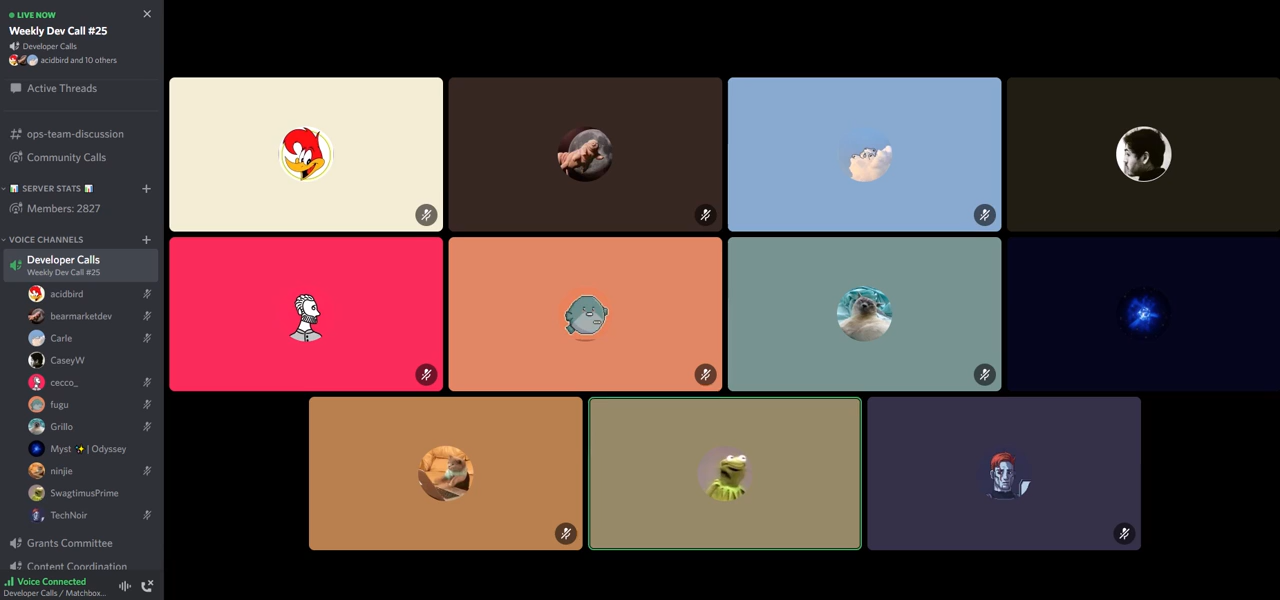 LIVE NOW
Weekly Dev Call #25
Developer Calls
acidbird and 10 others
Active Threads
ops-team-discussion
Community Calls
SERVER STATS
Members: 2827
VOICE CHANNELS
Developer Calls
Weekly Dev Call #25
acidbird
bearmarketdev
Carle
CaseyW
cecco_
fugu
Grillo
Myst ✨ | Odyssey
ninjie
SwagtimusPrime
TechNoir
Grants Committee
Content Coordination
Voice Connected
Developer Calls / Matchbox...